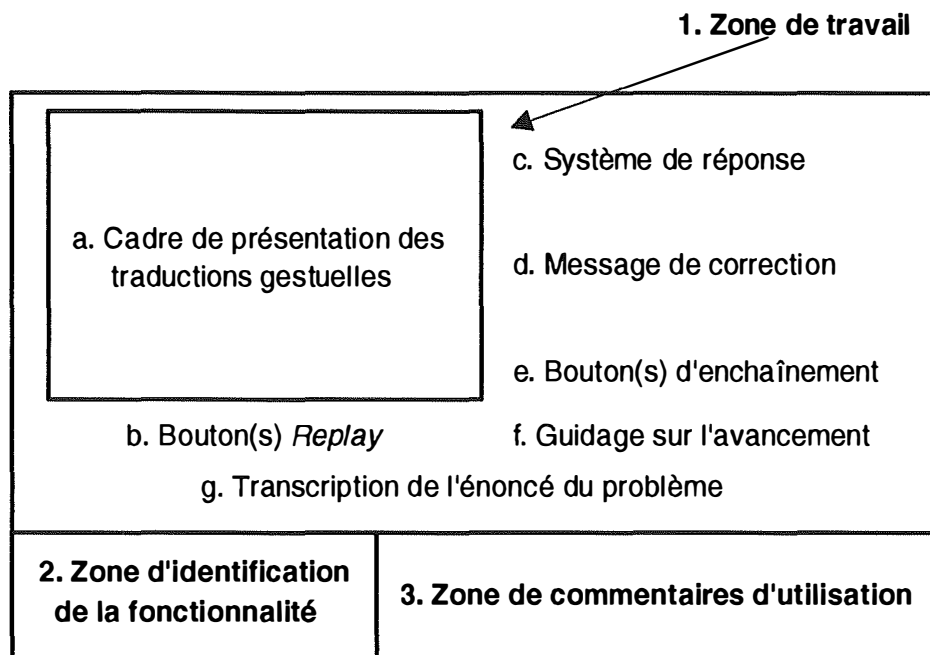 1. Zone de travail
c. Système de réponse
a. Cadre de présentation des
traductions gestuelles
d. Message de correction
e. Bouton(s) d'enchaînement
b. Bouton(s) Replay
f. Guidage sur l'avancement
g. Transcription de l'énoncé du problème
2. Zone d'identification
de la fonctionnalité
3. Zone de commentaires d'utilisation